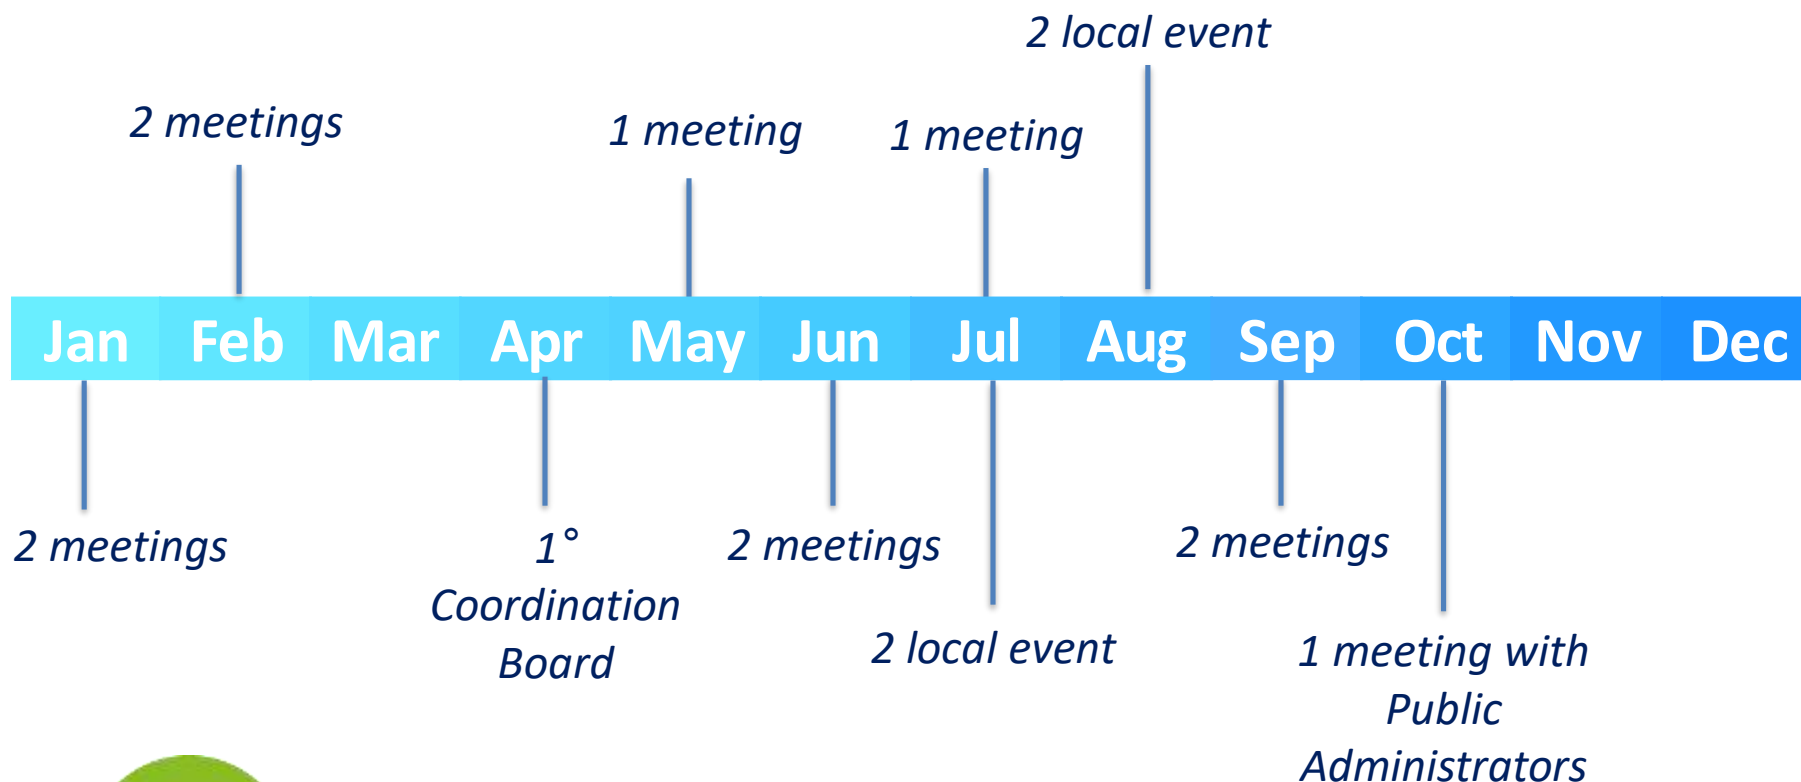 2 local event
2 meetings
1 meeting
1 meeting
Jan Feb Mar Apr May Jun Jul Aug Sep Oct Nov Dec
2 meetings
1°
Coordination
Board
2 meetings
2 local event
2 meetings
1 meeting with
Public
Administrators